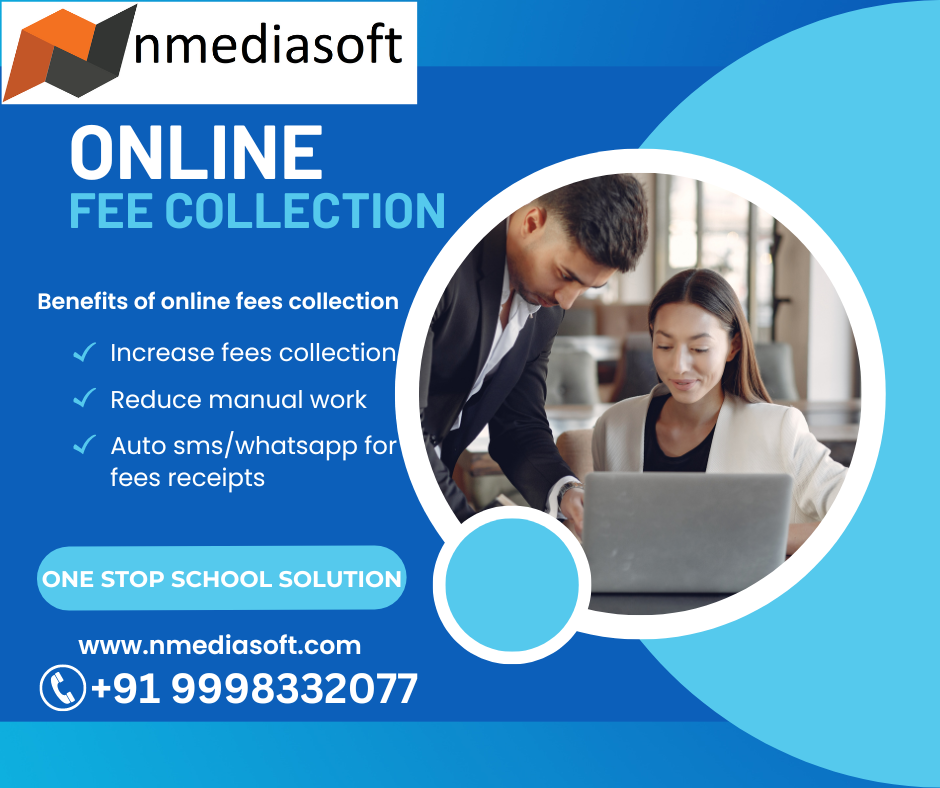 nmediasoft
ONLINE
FEE COLLECTION
Benefits of online fees collection
Increase fees collection
Reduce manual work
Auto sms/whatsapp for
fees receipts
ONE STOP SCHOOL SOLUTION
www.nmediasoft.com
+91 9998332077